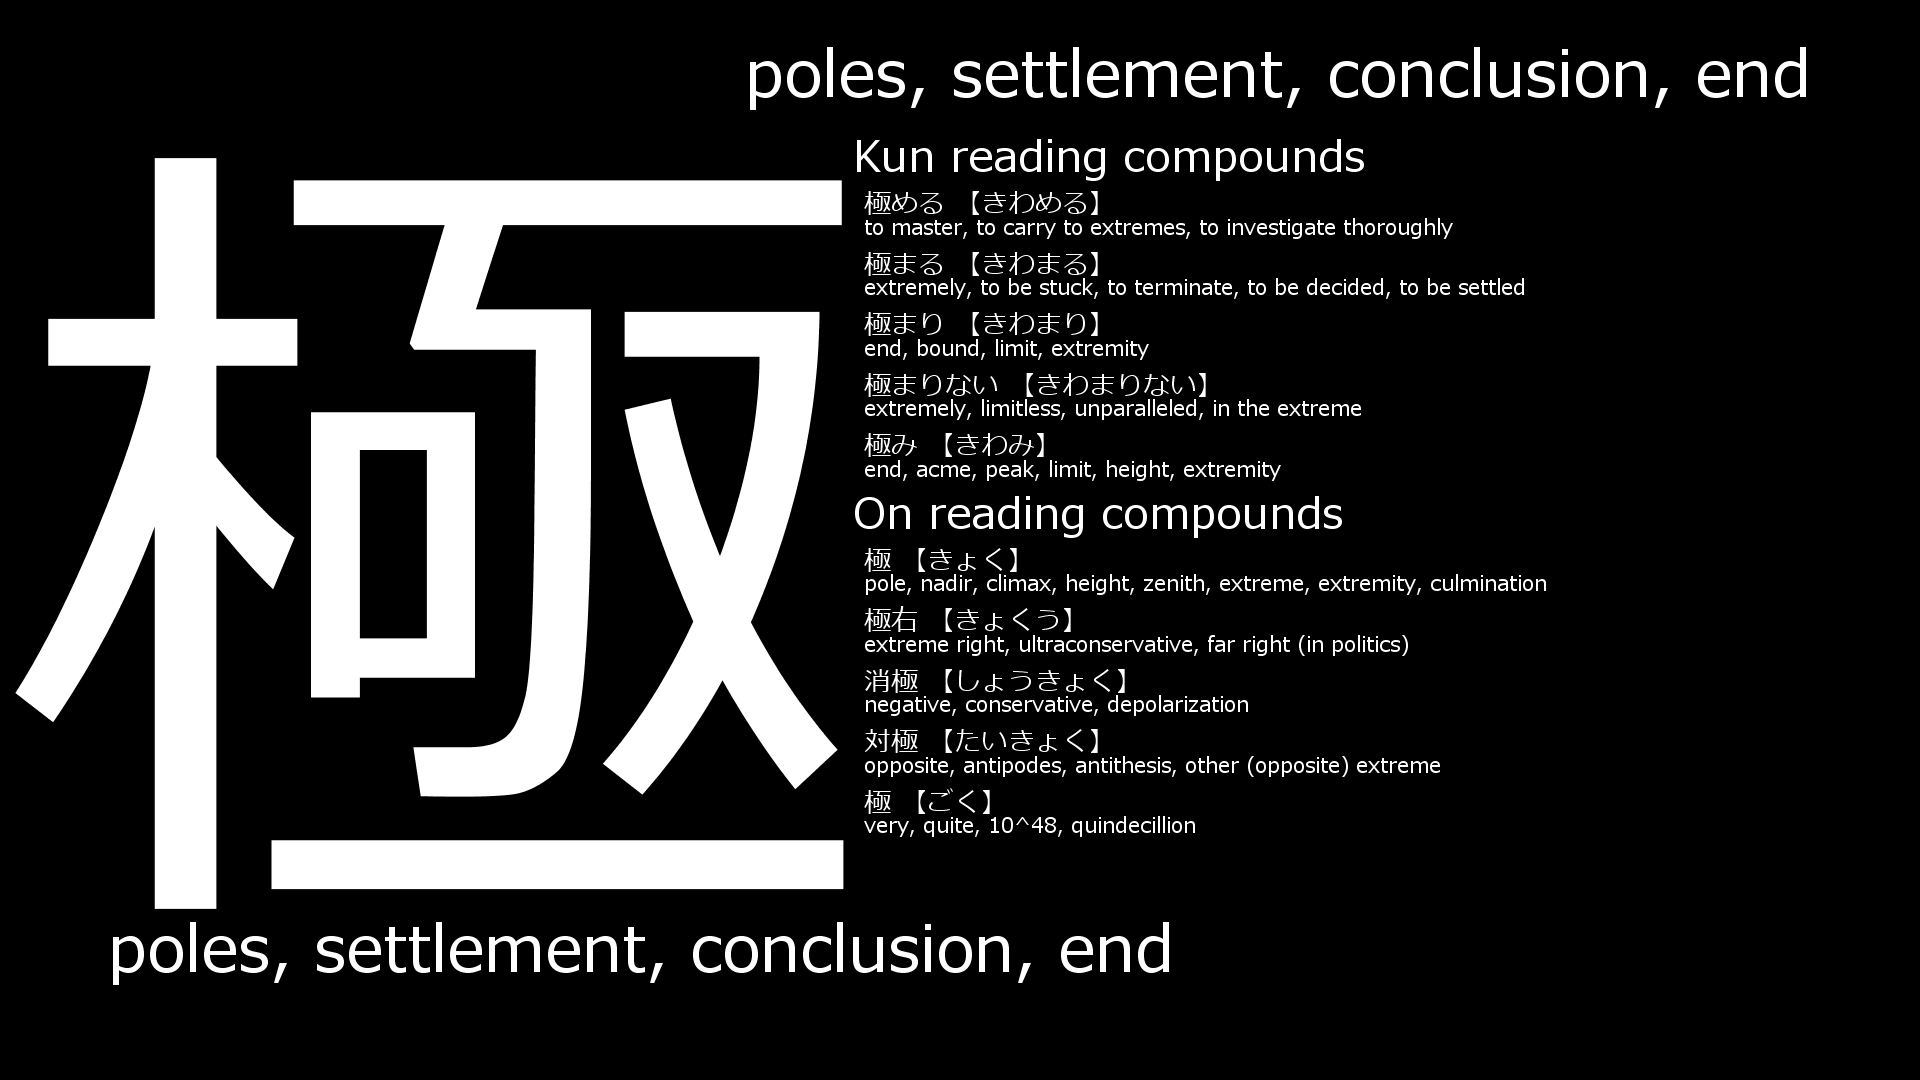 poles, settlement, conclusion, end
極
Kun reading compounds
極める 【きわめる】
to master, to carry to extremes, to investigate thoroughly
極まる 【きわまる】
extremely, to be stuck, to terminate, to be decided, to be settled
極まり 【きわまり】
end, bound, limit, extremity
極まりない 【きわまりない】
extremely, limitless, unparalleled, in the extreme
極み 【きわみ】
end, acme, peak, limit, height, extremity
On reading compounds
極 【きょく】
pole, nadir, climax, height, zenith, extreme, extremity, culmination
極右 【きょくう】
extreme right, ultraconservative, far right (in politics)
消極 【しょうきょく】
negative, conservative, depolarization
対極 【たいきょく】
opposite, antipodes, antithesis, other (opposite) extreme
極 【ごく】
very, quite, 10^48, quindecillion
poles, settlement, conclusion, end